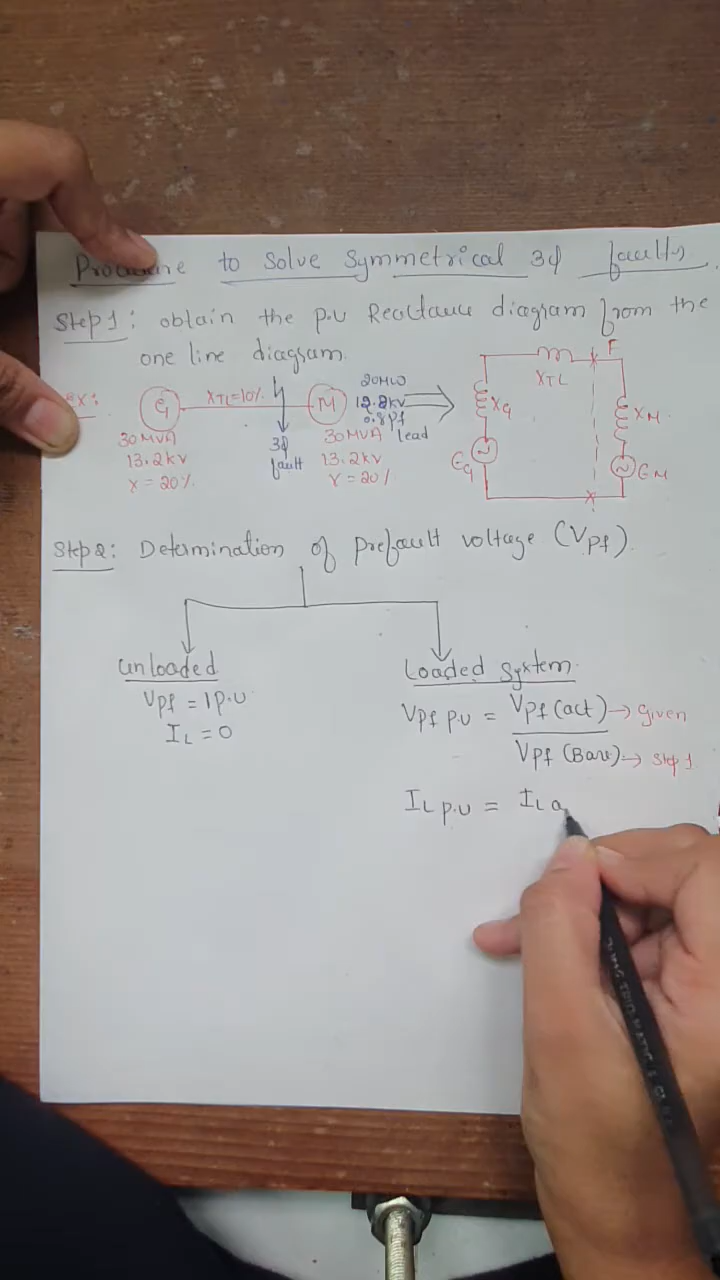 Procedure to Solve Symmetrical 3ϕ faults.
Step 1: obtain the p.u Reactance diagram from the
one line diagram.
Ex:
G XTL=10% M
20MW
12.8kv
0.8pf
lead
3ϕ
fault
30MVA
13.2kv
X = 20%
30MVA
13.2kv
X = 20%
F
XTL
XG
XM
EG
EM
Step 2: Determination of Prefault voltage (Vpf).
Unloaded
Vpf = 1p.u
IL = 0
Loaded System
Vpf p.u = Vpf (act) → given
Vpf (Base) → step 1
IL p.u = IL a